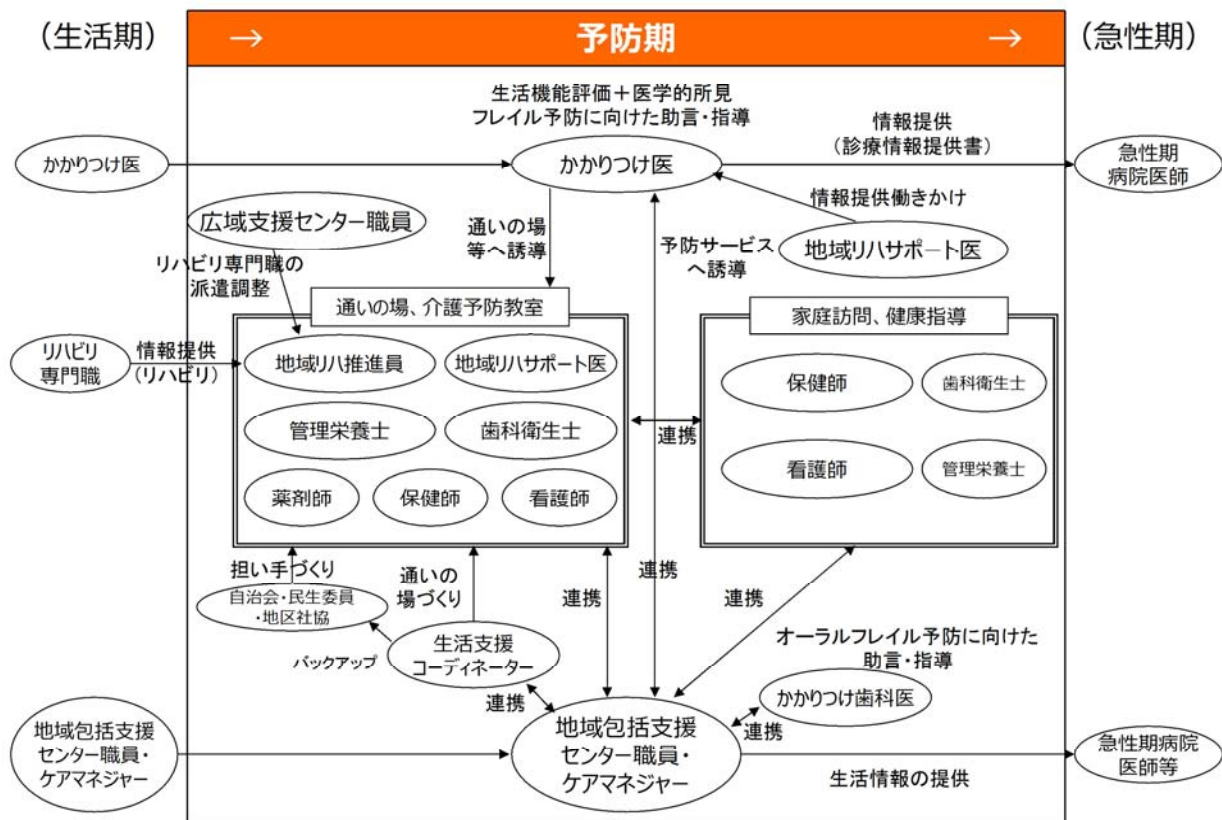 （生活期）
→
予防期
→
（急性期）
生活機能評価＋医学的所見
フレイル予防に向けた助言・指導
かかりつけ医
かかりつけ医
情報提供
（診療情報提供書）
急性期
病院医師
広域支援センター職員
通いの場
等へ誘導
予防サービス
へ誘導
情報提供働きかけ
地域リハサポート医
リハビリ専門職の
派遣調整
通いの場、介護予防教室
家庭訪問、健康指導
リハビリ
専門職
情報提供
（リハビリ）
地域リハ推進員
地域リハサポート医
管理栄養士
歯科衛生士
薬剤師
保健師
看護師
連携
保健師
歯科衛生士
看護師
管理栄養士
担い手づくり
通いの
場づくり
連携
連携
連携
自治会・民生委員
・地区社協
バックアップ
生活支援
コーディネーター
連携
オーラルフレイル予防に向けた
助言・指導
かかりつけ歯科医
連携
地域包括支援
センター職員・
ケアマネジャー
地域包括支援
センター職員・
ケアマネジャー
生活情報の提供
急性期病院
医師等